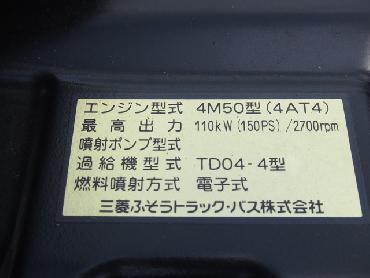 エンジン型式 4M50型(4AT4)
最高出力 110kW(150PS)/2700rpm
噴射ポンプ型式
過給機型式 TD04-4型
燃料噴射方式 電子式
三菱ふそうトラック・バス株式会社